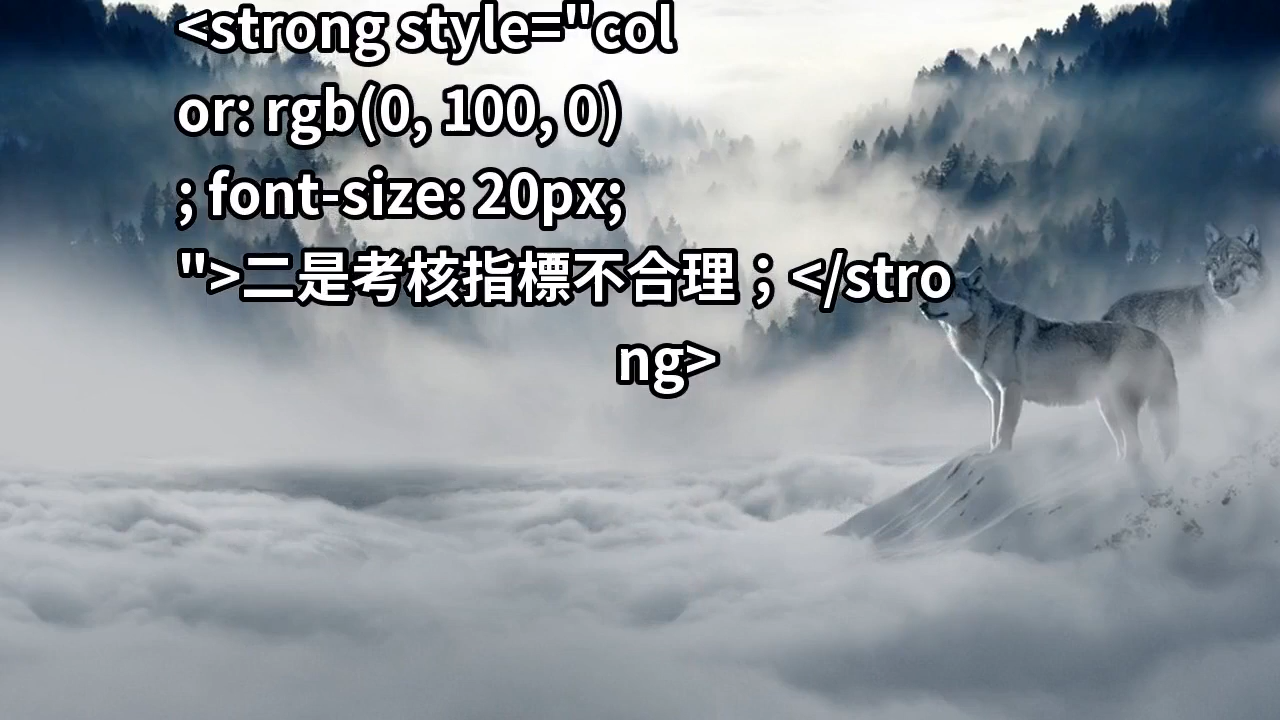 <strong style="col
or: rgb(0, 100, 0)
; font-size: 20px;
">二是考核指標不合理；</stro
ng>